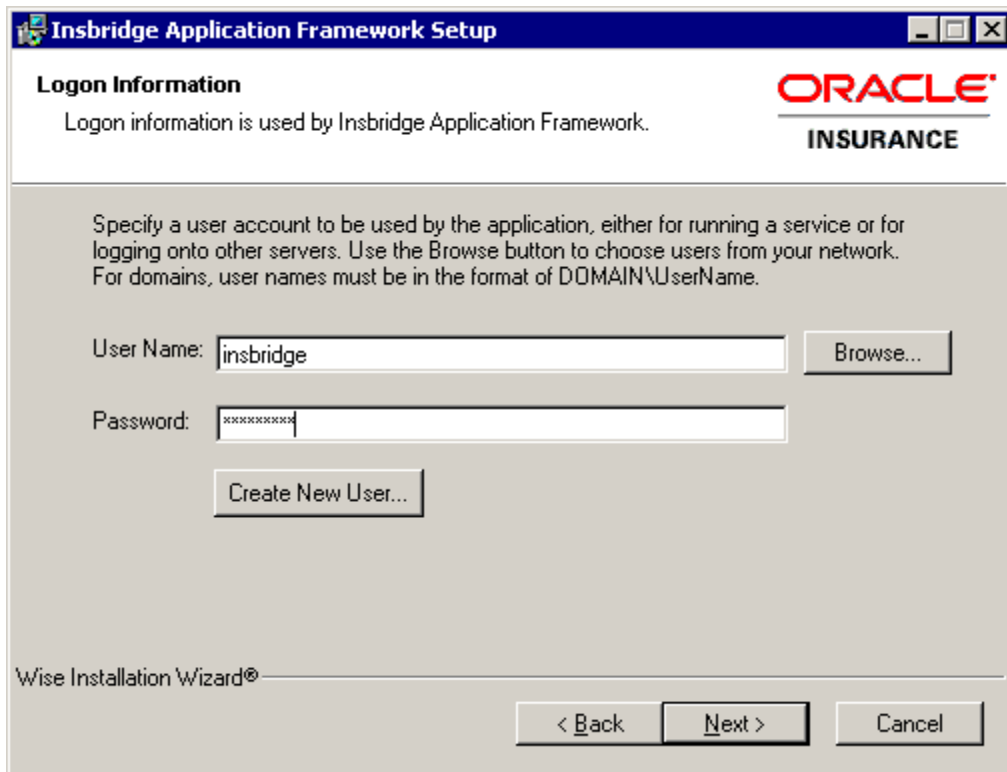 Insbridge Application Framework Setup
Logon Information
Logon information is used by Insbridge Application Framework.
ORACLE
INSURANCE
Specify a user account to be used by the application, either for running a service or for
logging onto other servers. Use the Browse button to choose users from your network.
For domains, user names must be in the format of DOMAIN\UserName.
User Name: insbridge Browse...
Password: *********
Create New User...
Wise Installation Wizard®
< Back Next > Cancel